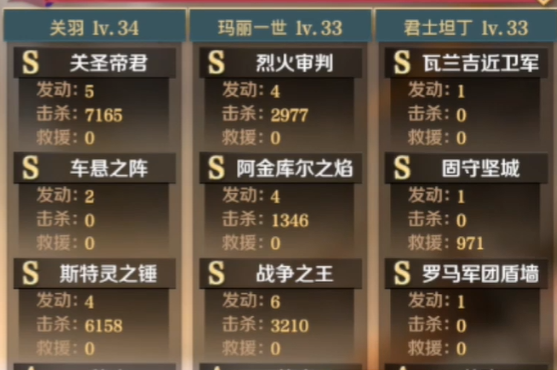 关羽 lv.34 玛丽一世 lv.33 君士坦丁 lv.33
S 关圣帝君 S 烈火审判 S 瓦兰吉近卫军
发动：5 发动：4 发动：1
击杀：7165 击杀：2977 击杀：0
救援：0 救援：0 救援：0
S 车悬之阵 S 阿金库尔之焰 S 固守坚城
发动：2 发动：4 发动：1
击杀：0 击杀：1346 击杀：0
救援：0 救援：0 救援：971
S 斯特灵之锤 S 战争之王 S 罗马军团盾墙
发动：4 发动：6 发动：1
击杀：6158 击杀：3210 击杀：0
救援：0 救援：0 救援：0